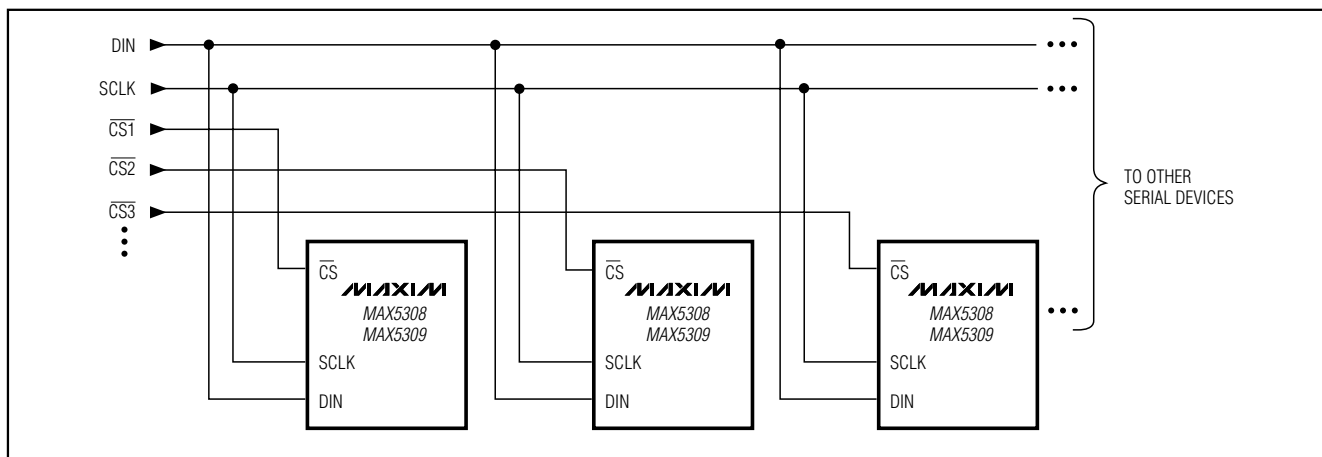 DIN
SCLK
CS1
CS2
CS3
TO OTHER
SERIAL DEVICES
CS
MAXIM
MAX5308
MAX5309
SCLK
DIN
CS
MAXIM
MAX5308
MAX5309
SCLK
DIN
CS
MAXIM
MAX5308
MAX5309
SCLK
DIN